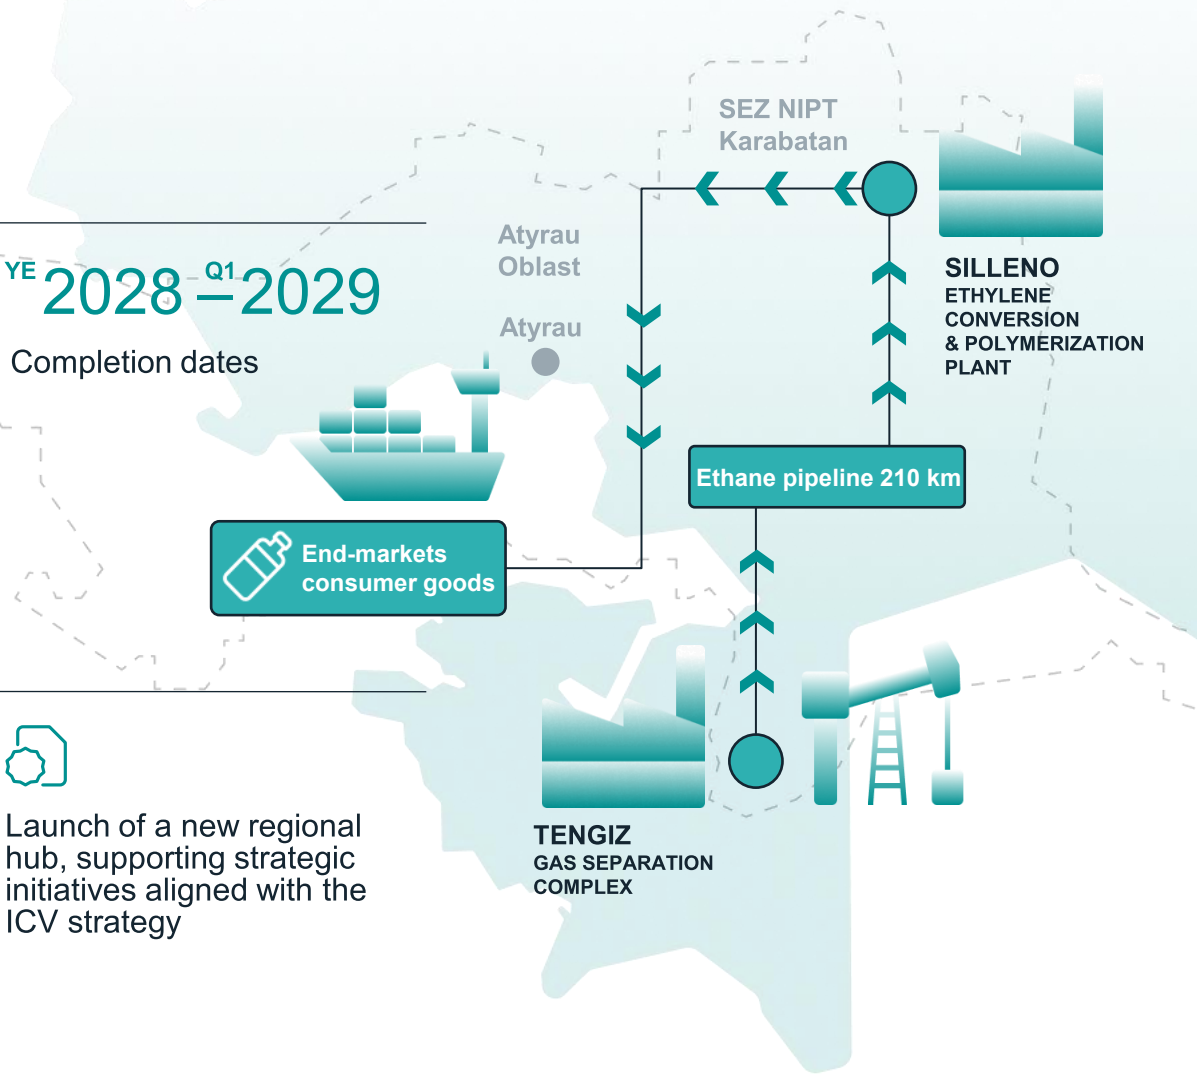 SEZ NIPT
Karabatan
Atyrau
Oblast
Atyrau
YE 2028 – Q1 2029
Completion dates
SILLENO
ETHYLENE
CONVERSION
& POLYMERIZATION
PLANT
Ethane pipeline 210 km
End-markets
consumer goods
TENGIZ
GAS SEPARATION
COMPLEX
Launch of a new regional
hub, supporting strategic
initiatives aligned with the
ICV strategy